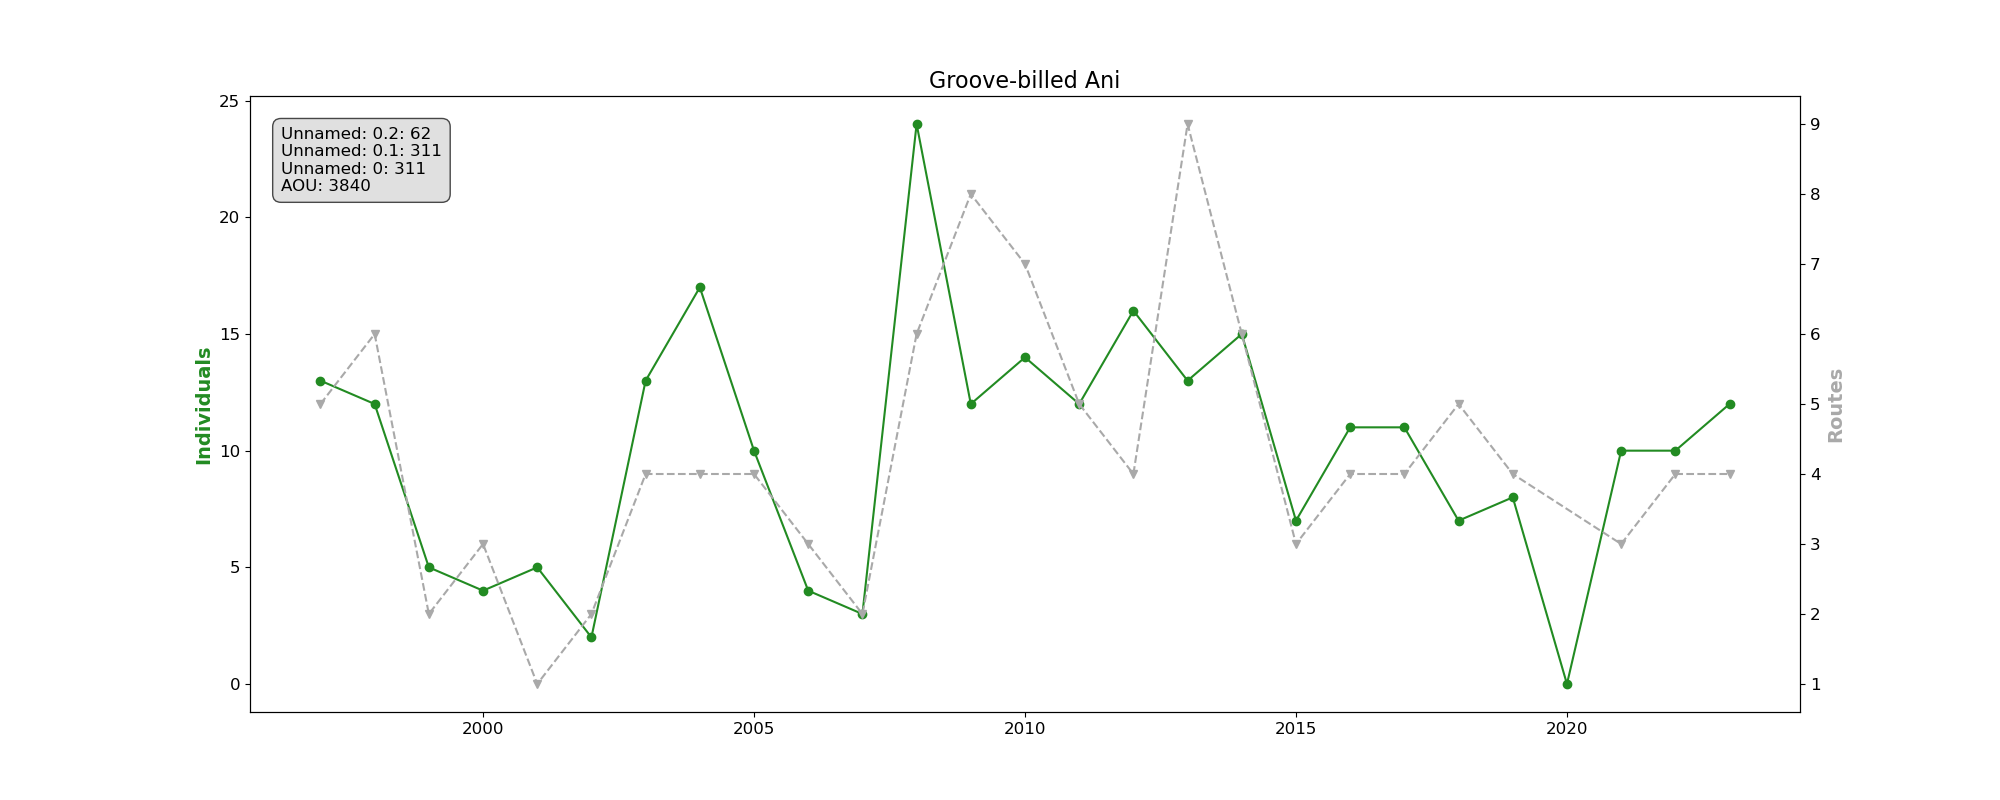 Groove-billed Ani
Unnamed: 0.2: 62
Unnamed: 0.1: 311
Unnamed: 0: 311
AOU: 3840
25
20
15
10
5
0
Individuals
9
8
7
6
5
4
3
2
1
Routes
2000
2005
2010
2015
2020